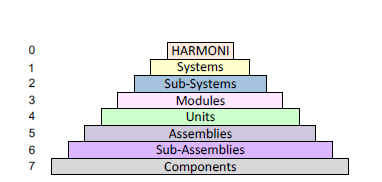 0 HARMONI
1 Systems
2 Sub-Systems
3 Modules
4 Units
5 Assemblies
6 Sub-Assemblies
7 Components